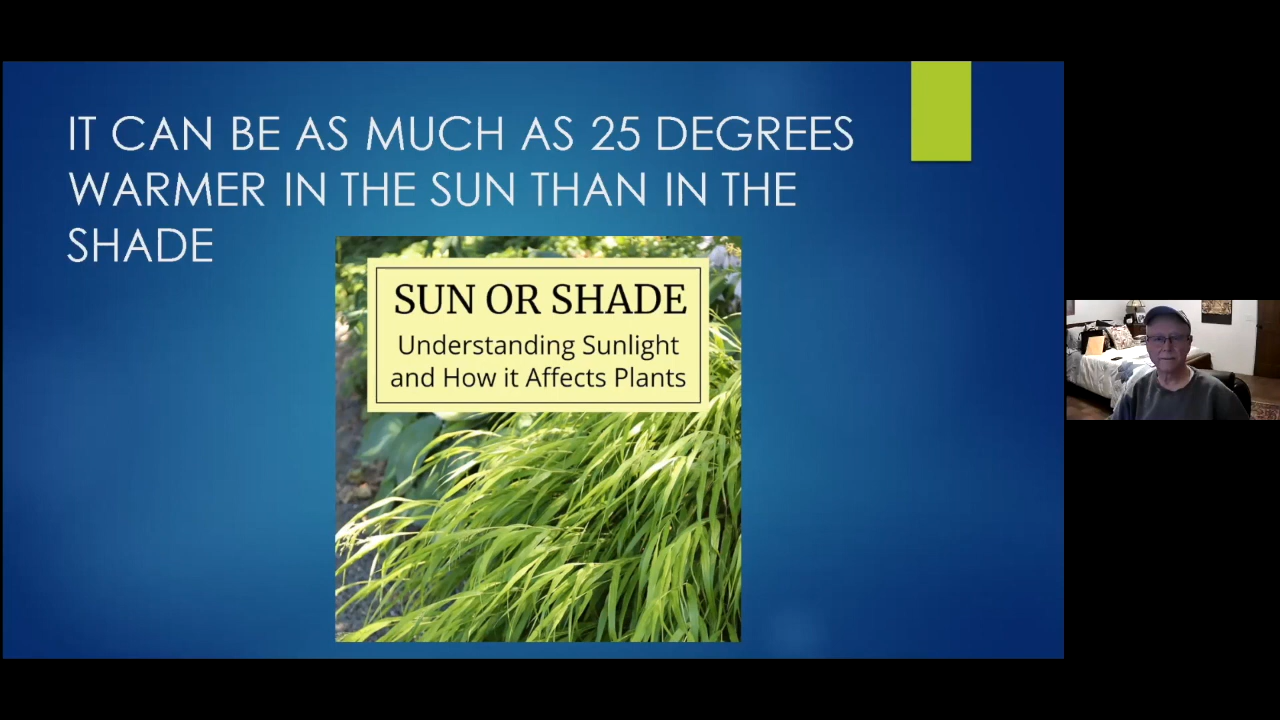 IT CAN BE AS MUCH AS 25 DEGREES
WARMER IN THE SUN THAN IN THE
SHADE
SUN OR SHADE
Understanding Sunlight
and How it Affects Plants